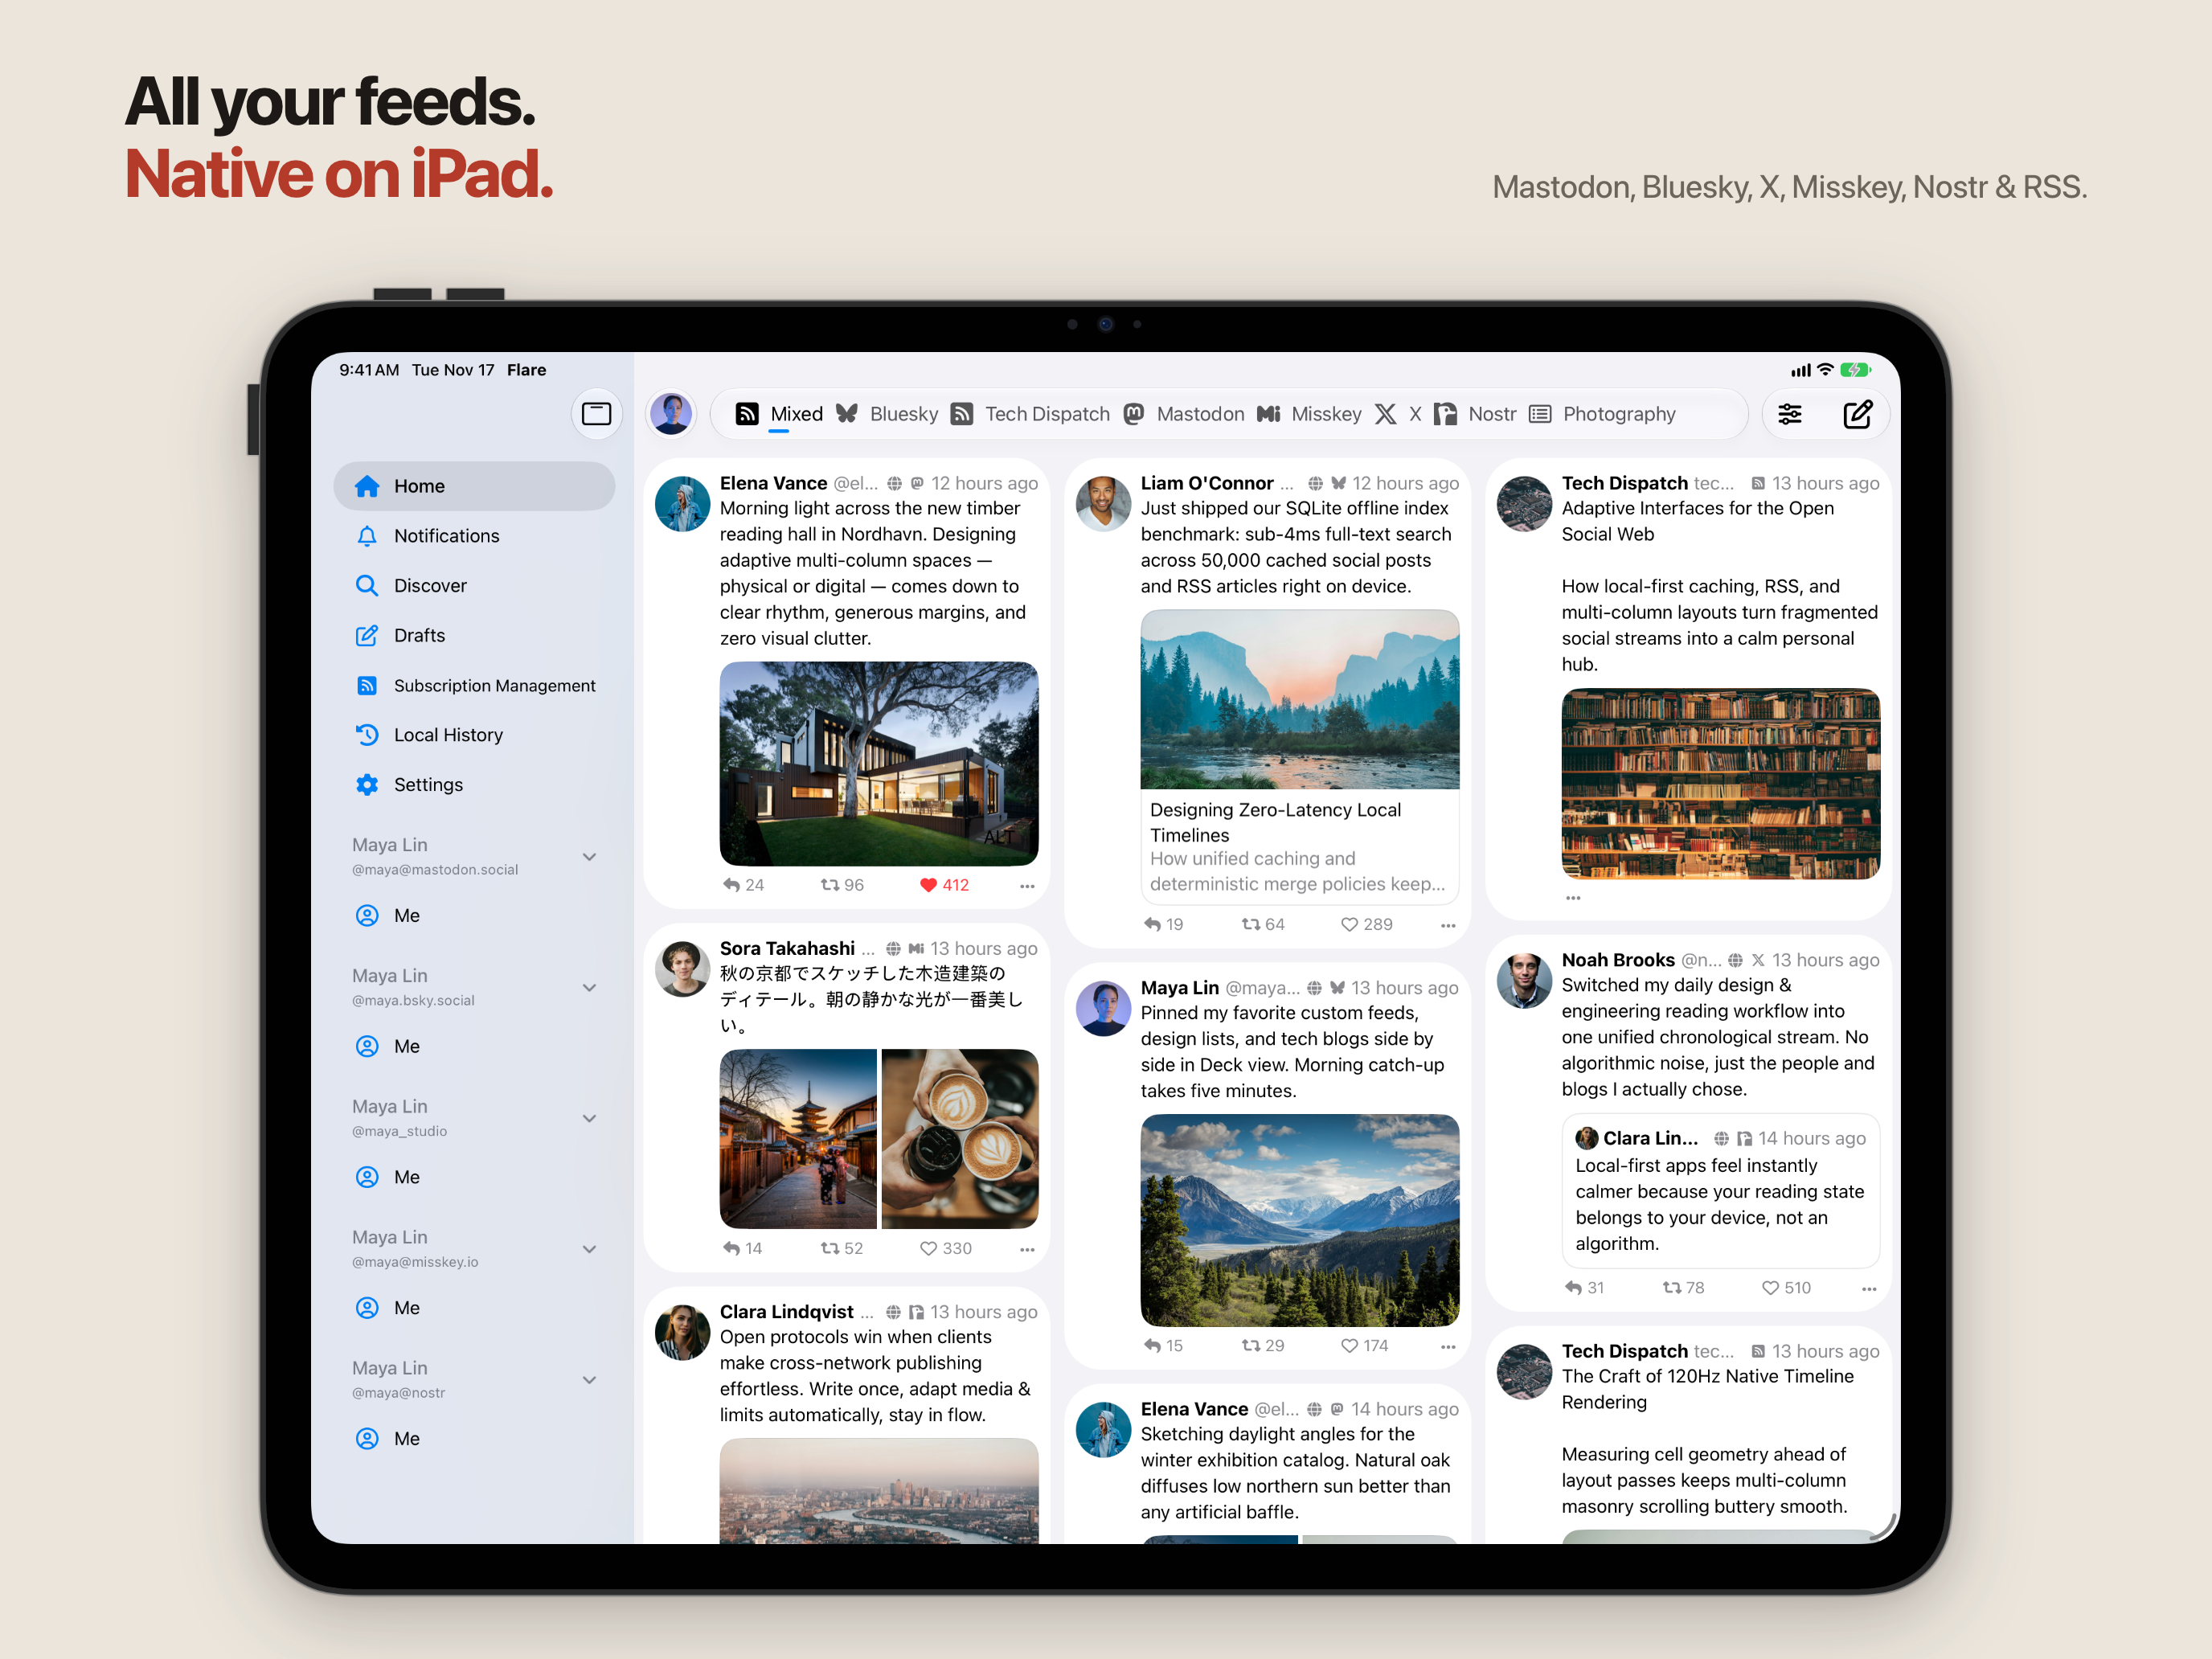 All your feeds.
Native on iPad.
Mastodon, Bluesky, X, Misskey, Nostr & RSS.
9:41 AM Tue Nov 17 Flare
Mixed Bluesky Tech Dispatch Mastodon Misskey X Nostr Photography
Home
Notifications
Discover
Drafts
Subscription Management
Local History
Settings
Maya Lin
@maya@mastodon.social
Me
Maya Lin
@maya.bsky.social
Me
Maya Lin
@maya_studio
Me
Maya Lin
@maya@misskey.io
Me
Maya Lin
@maya@nostr
Me
Elena Vance @el... 12 hours ago
Morning light across the new timber
reading hall in Nordhavn. Designing
adaptive multi-column spaces —
physical or digital — comes down to
clear rhythm, generous margins, and
zero visual clutter.
ALT
24 96 412
Sora Takahashi ... 13 hours ago
秋の京都でスケッチした木造建築の
ディテール。朝の静かな光が一番美し
い。
14 52 330
Clara Lindqvist ... 13 hours ago
Open protocols win when clients
make cross-network publishing
effortless. Write once, adapt media &
limits automatically, stay in flow.
Liam O'Connor ... 12 hours ago
Just shipped our SQLite offline index
benchmark: sub-4ms full-text search
across 50,000 cached social posts
and RSS articles right on device.
Designing Zero-Latency Local
Timelines
How unified caching and
deterministic merge policies keep...
19 64 289
Maya Lin @maya... 13 hours ago
Pinned my favorite custom feeds,
design lists, and tech blogs side by
side in Deck view. Morning catch-up
takes five minutes.
15 29 174
Elena Vance @el... 14 hours ago
Sketching daylight angles for the
winter exhibition catalog. Natural oak
diffuses low northern sun better than
any artificial baffle.
Tech Dispatch tec... 13 hours ago
Adaptive Interfaces for the Open
Social Web
How local-first caching, RSS, and
multi-column layouts turn fragmented
social streams into a calm personal
hub.
Noah Brooks @n... 13 hours ago
Switched my daily design &
engineering reading workflow into
one unified chronological stream. No
algorithmic noise, just the people and
blogs I actually chose.
Clara Lin... 14 hours ago
Local-first apps feel instantly
calmer because your reading state
belongs to your device, not an
algorithm.
31 78 510
Tech Dispatch tec... 13 hours ago
The Craft of 120Hz Native Timeline
Rendering
Measuring cell geometry ahead of
layout passes keeps multi-column
masonry scrolling buttery smooth.